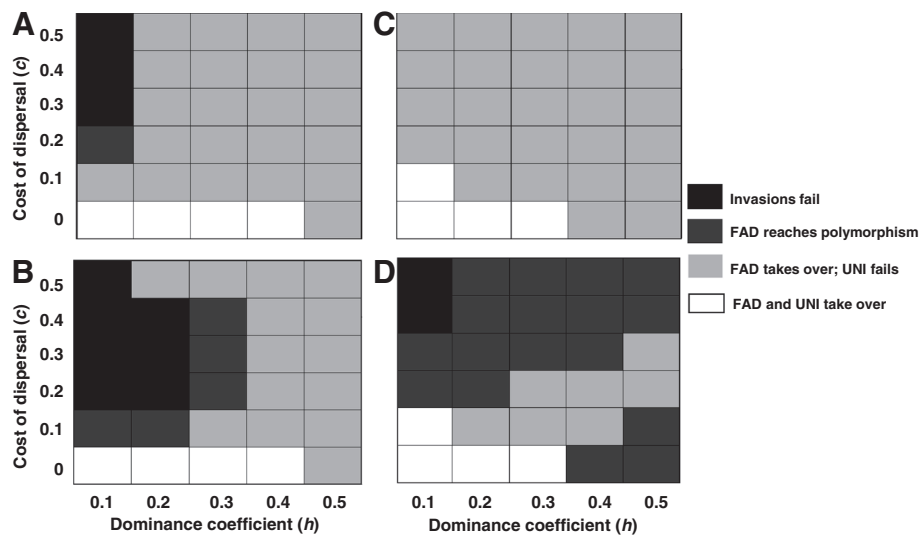 A
C
0.5
0.4
0.3
0.2
0.1
0
Cost of dispersal (c)
Invasions fail
FAD reaches polymorphism
FAD takes over; UNI fails
FAD and UNI take over
B
D
0.5
0.4
0.3
0.2
0.1
0
Cost of dispersal (c)
0.1 0.2 0.3 0.4 0.5
0.1 0.2 0.3 0.4 0.5
Dominance coefficient (h)
Dominance coefficient (h)